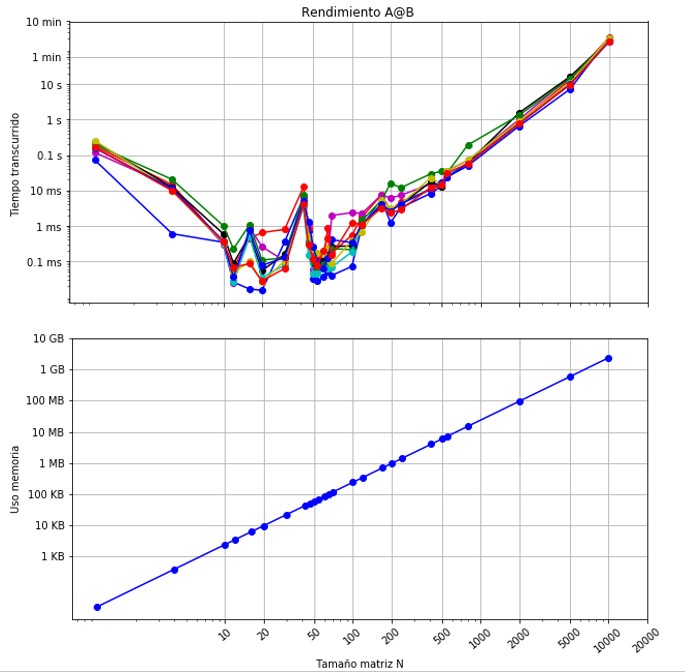 Rendimiento A@B
10 min
1 min
10 s
1 s
0.1 s
10 ms
1 ms
0.1 ms
Tiempo transcurrido
10 GB
1 GB
100 MB
10 MB
1 MB
100 KB
10 KB
1 KB
Uso memoria
10 20 50 100 200 500 1000 2000 5000 10000 20000
Tamaño matriz N